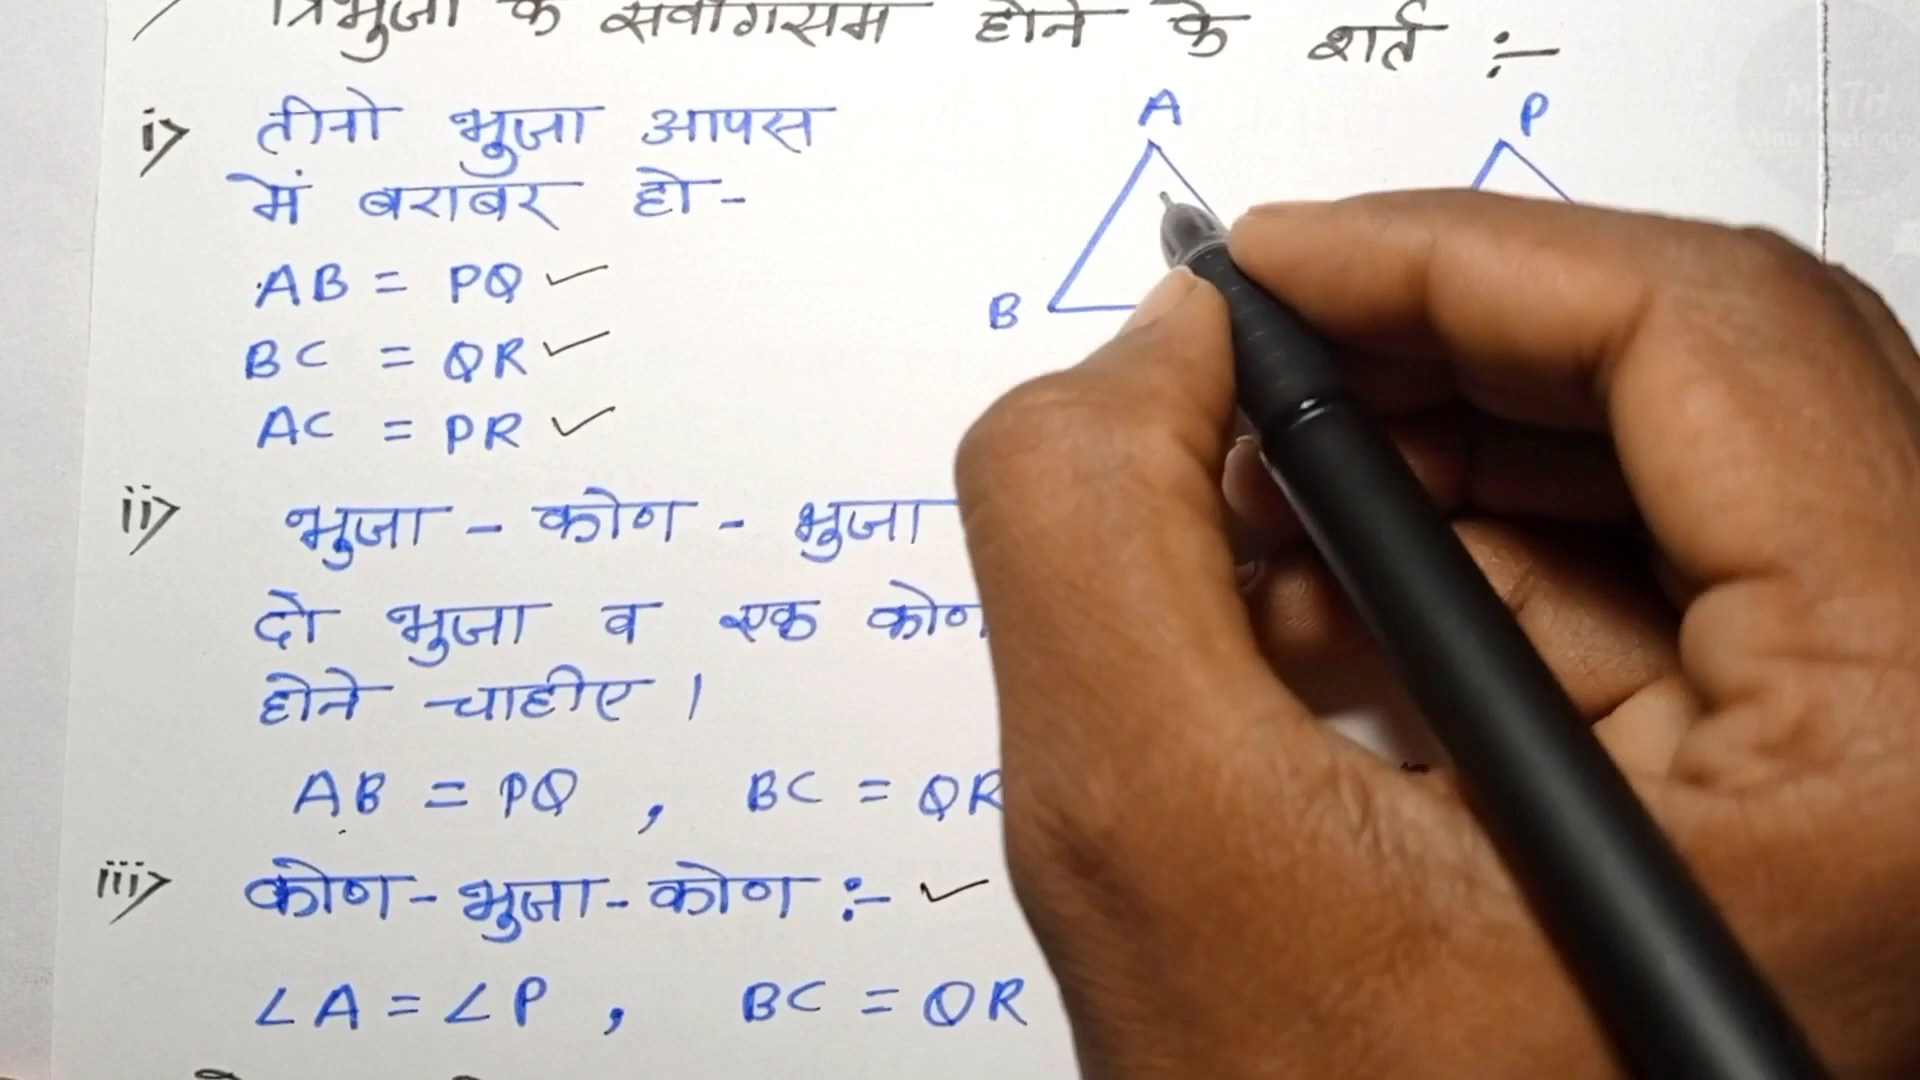 त्रिभुजो के सर्वांगसम होने के शर्त :-
i> तीनो भुजा आपस
में बराबर हो-
AB = PQ ✓
BC = QR ✓
AC = PR ✓
A
B
P
ii> भुजा - कोण - भुजा
दो भुजा व एक कोण
होने चाहीए ।
AB = PQ , BC = QR
iii> कोण - भुजा - कोण :- ✓
∠A = ∠P , BC = QR
MATH